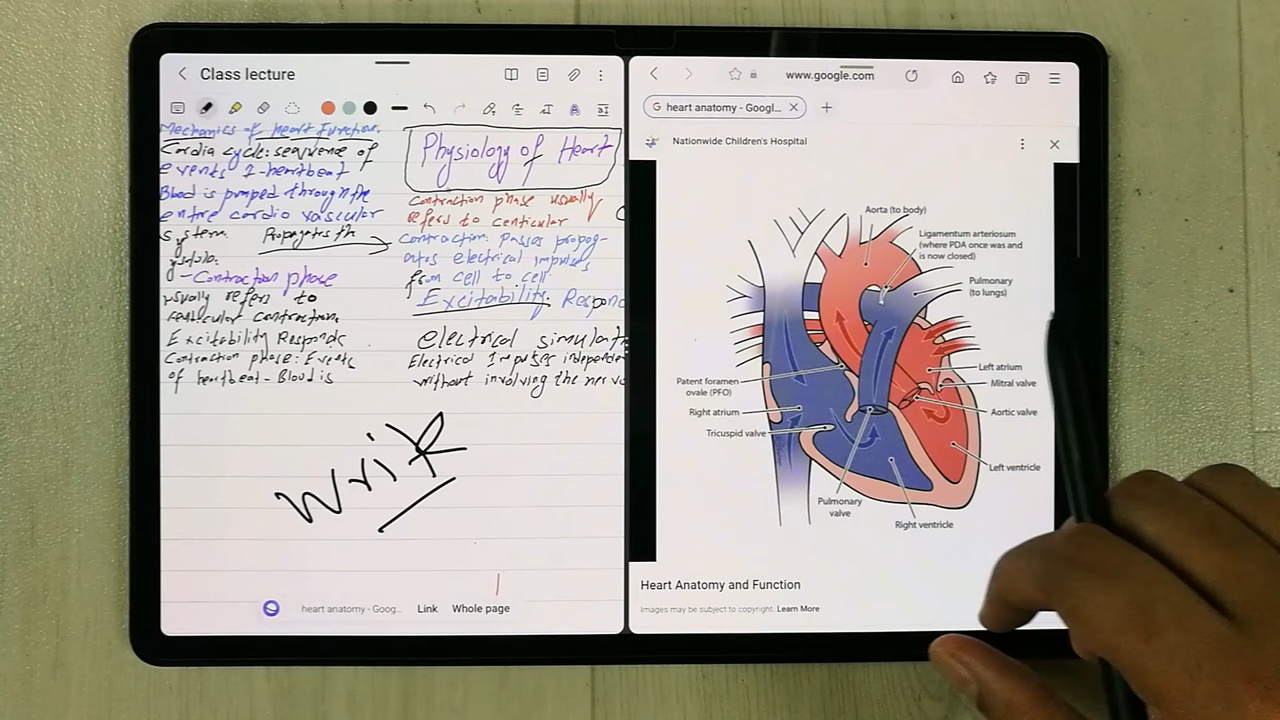 Class lecture
Mechanics of heart Function.
Cardia cycle: sequence of
events 1-heartbeat
Blood is pumped through the
entire cardio vascular
system. Propagates th
-Contraction phase
usually refers to
contraction.
Excitability Responds
Contraction phase: Events
of heartbeat-Blood is
Physiology of Heart
Contraction phase usually
refers to centicular
contraction: Passes propog-
ates electrical impulses
from cell to cell
Excitability. Respond
electrical simulati
Electrical Impulses independen
without involving the nervo
Wrik
heart anatomy - Goog... Link Whole page
www.google.com
G heart anatomy - Googl...
Nationwide Children's Hospital
Aorta (to body)
Ligamentum arteriosum
(where PDA once was and
is now closed)
Pulmonary
(to lungs)
Left atrium
Mitral valve
Aortic valve
Left ventricle
Patent foramen
ovale (PFO)
Right atrium
Tricuspid valve
Pulmonary
valve
Right ventricle
Heart Anatomy and Function
Images may be subject to copyright. Learn More